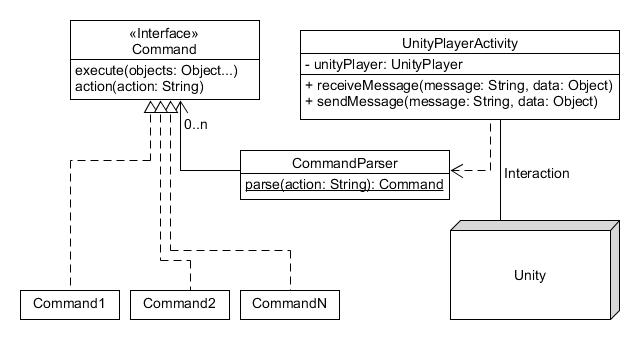 «Interface»
Command
execute(objects: Object...)
action(action: String)
UnityPlayerActivity
- unityPlayer: UnityPlayer
+ receiveMessage(message: String, data: Object)
+ sendMessage(message: String, data: Object)
0..n
CommandParser
parse(action: String): Command
Interaction
Unity
Command1
Command2
CommandN